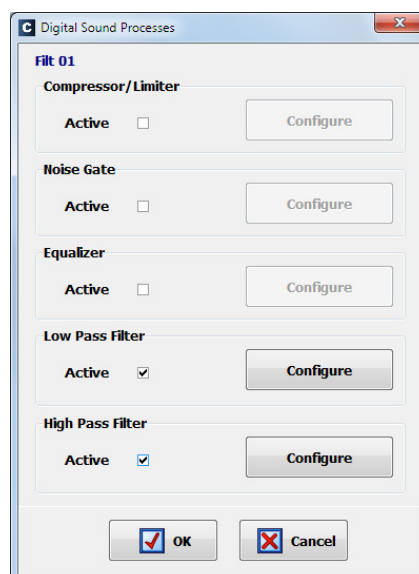 C Digital Sound Processes
Filt 01
Compressor/Limiter
Active Configure
Noise Gate
Active Configure
Equalizer
Active Configure
Low Pass Filter
Active Configure
High Pass Filter
Active Configure
OK Cancel